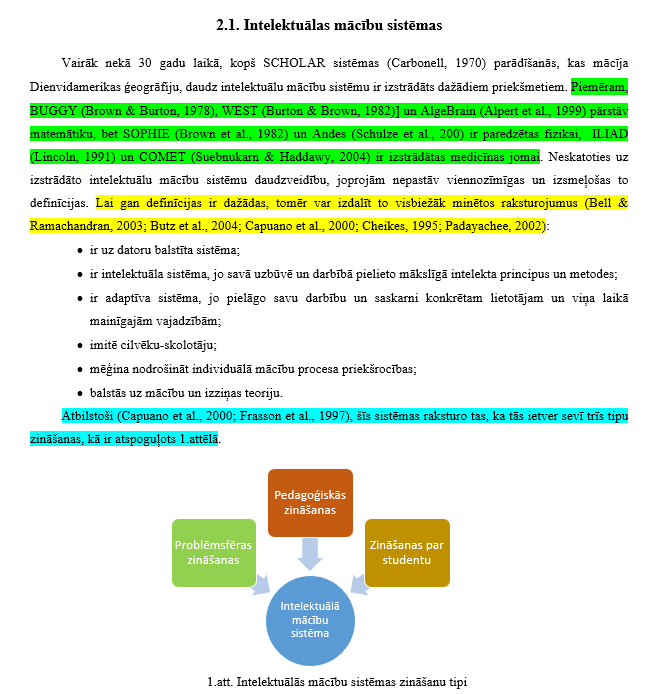 2.1. Intelektuālas mācību sistēmas
Vairāk nekā 30 gadu laikā, kopš SCHOLAR sistēmas (Carbonell, 1970) parādīšanās, kas mācīja
Dienvidamerikas ģeogrāfiju, daudz intelektuālu mācību sistēmu ir izstrādāts dažādiem priekšmetiem. Piemēram,
BUGGY (Brown & Burton, 1978), WEST (Burton & Brown, 1982)] un AlgeBrain (Alpert et al., 1999) pārstāv
matemātiku, bet SOPHIE (Brown et al., 1982) un Andes (Schulze et al., 200) ir paredzētas fizikai, ILIAD
(Lincoln, 1991) un COMET (Suebnukarn & Haddawy, 2004) ir izstrādātas medicīnas jomai. Neskatoties uz
izstrādāto intelektuālu mācību sistēmu daudzveidību, joprojām nepastāv viennozīmīgas un izsmeļošas to
definīcijas. Lai gan definīcijas ir dažādas, tomēr var izdalīt to visbiežāk minētos raksturojumus (Bell &
Ramachandran, 2003; Butz et al., 2004; Capuano et al., 2000; Cheikes, 1995; Padayachee, 2002):
• ir uz datoru balstīta sistēma;
• ir intelektuāla sistēma, jo savā uzbūvē un darbībā pielieto mākslīgā intelekta principus un metodes;
• ir adaptīva sistēma, jo pielāgo savu darbību un saskarni konkrētam lietotājam un viņa laikā
mainīgajām vajadzībām;
• imitē cilvēku-skolotāju;
• mēģina nodrošināt individuālā mācību procesa priekšrocības;
• balstās uz mācību un izziņas teoriju.
Atbilstoši (Capuano et al., 2000; Frasson et al., 1997), šīs sistēmas raksturo tas, ka tās ietver sevī trīs tipu
zināšanas, kā ir atspoguļots 1.attēlā.
Pedagoģiskās
zināšanas
Problēmsfēras
zināšanas
Zināšanas par
studentu
Intelektuālā
mācību
sistēma
1.att. Intelektuālās mācību sistēmas zināšanu tipi